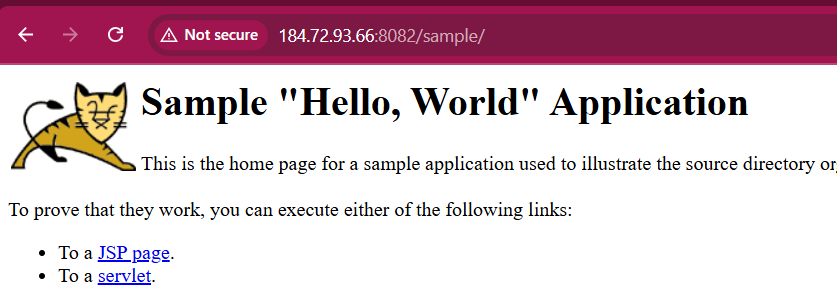 Not secure 184.72.93.66:8082/sample/
Sample "Hello, World" Application
This is the home page for a sample application used to illustrate the source directory
To prove that they work, you can execute either of the following links:
• To a JSP page.
• To a servlet.